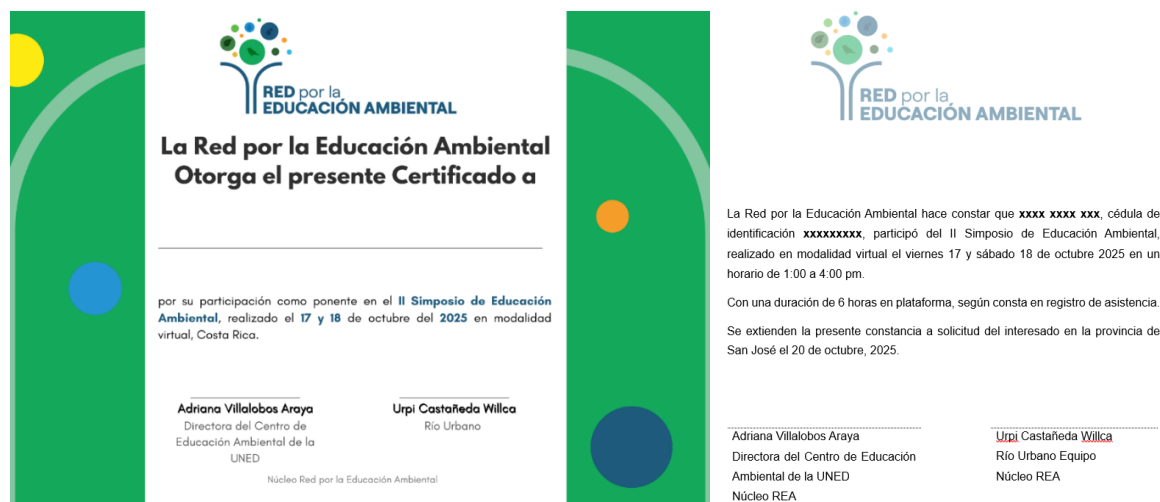 RED por la
EDUCACIÓN AMBIENTAL
La Red por la Educación Ambiental
Otorga el presente Certificado a
por su participación como ponente en el II Simposio de Educación
Ambiental, realizado el 17 y 18 de octubre del 2025 en modalidad
virtual, Costa Rica.
Adriana Villalobos Araya
Directora del Centro de
Educación Ambiental de la
UNED
Urpi Castañeda Willca
Río Urbano
Núcleo Red por la Educación Ambiental
RED por la
EDUCACIÓN AMBIENTAL
La Red por la Educación Ambiental hace constar que xxxx xxxx xxx, cédula de
identificación xxxxxxxxx, participó del II Simposio de Educación Ambiental,
realizado en modalidad virtual el viernes 17 y sábado 18 de octubre 2025 en un
horario de 1:00 a 4:00 pm.
Con una duración de 6 horas en plataforma, según consta en registro de asistencia.
Se extienden la presente constancia a solicitud del interesado en la provincia de
San José el 20 de octubre, 2025.
Adriana Villalobos Araya
Directora del Centro de Educación
Ambiental de la UNED
Núcleo REA
Urpi Castañeda Willca
Río Urbano Equipo
Núcleo REA